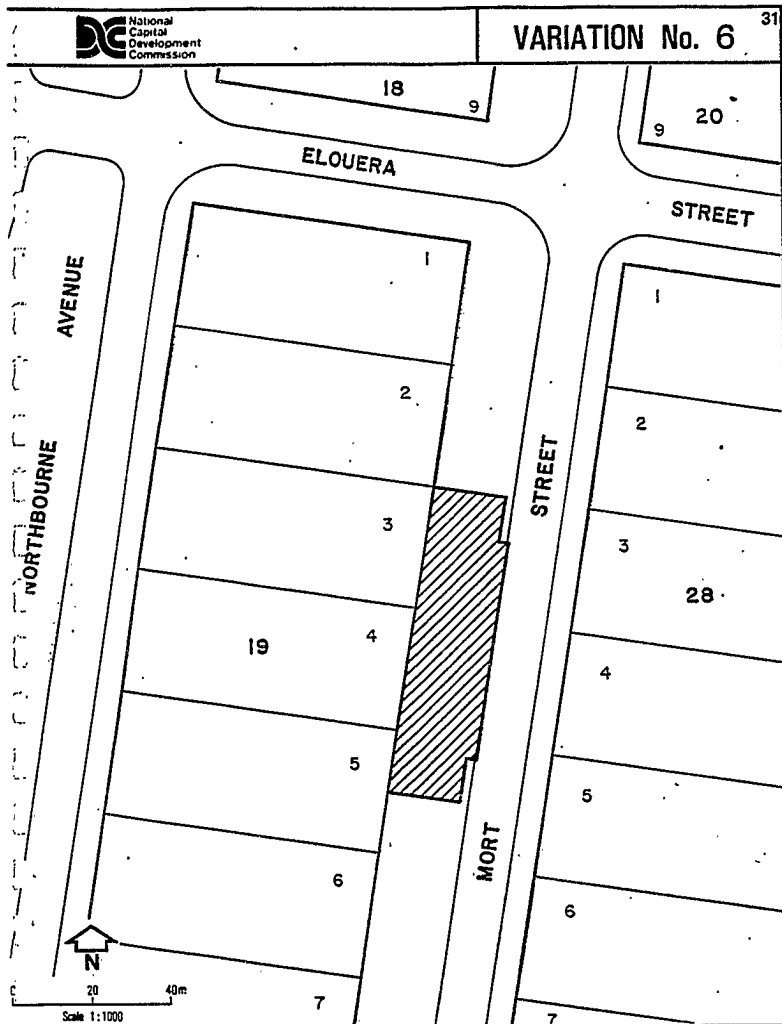 National
Capital
Development
Commission
VARIATION No. 6
31
18
9
20
9
ELOUERA
STREET
AVENUE
NORTHBOURNE
STREET
MORT
1
2
3
4
19
5
6
7
1
2
3
28
4
5
6
7
N
20
40m
Scale 1:1000